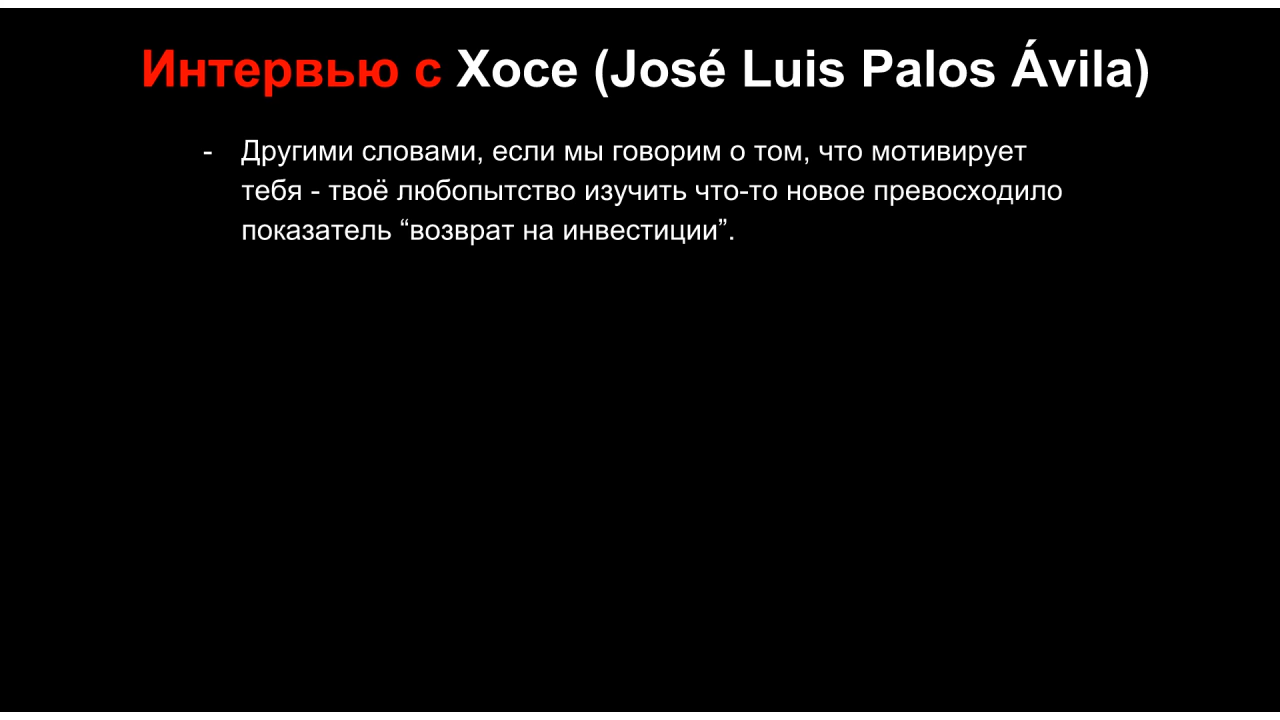 Интервью с Хосе (José Luis Palos Ávila)
- Другими словами, если мы говорим о том, что мотивирует
тебя - твоё любопытство изучить что-то новое превосходило
показатель “возврат на инвестиции”.